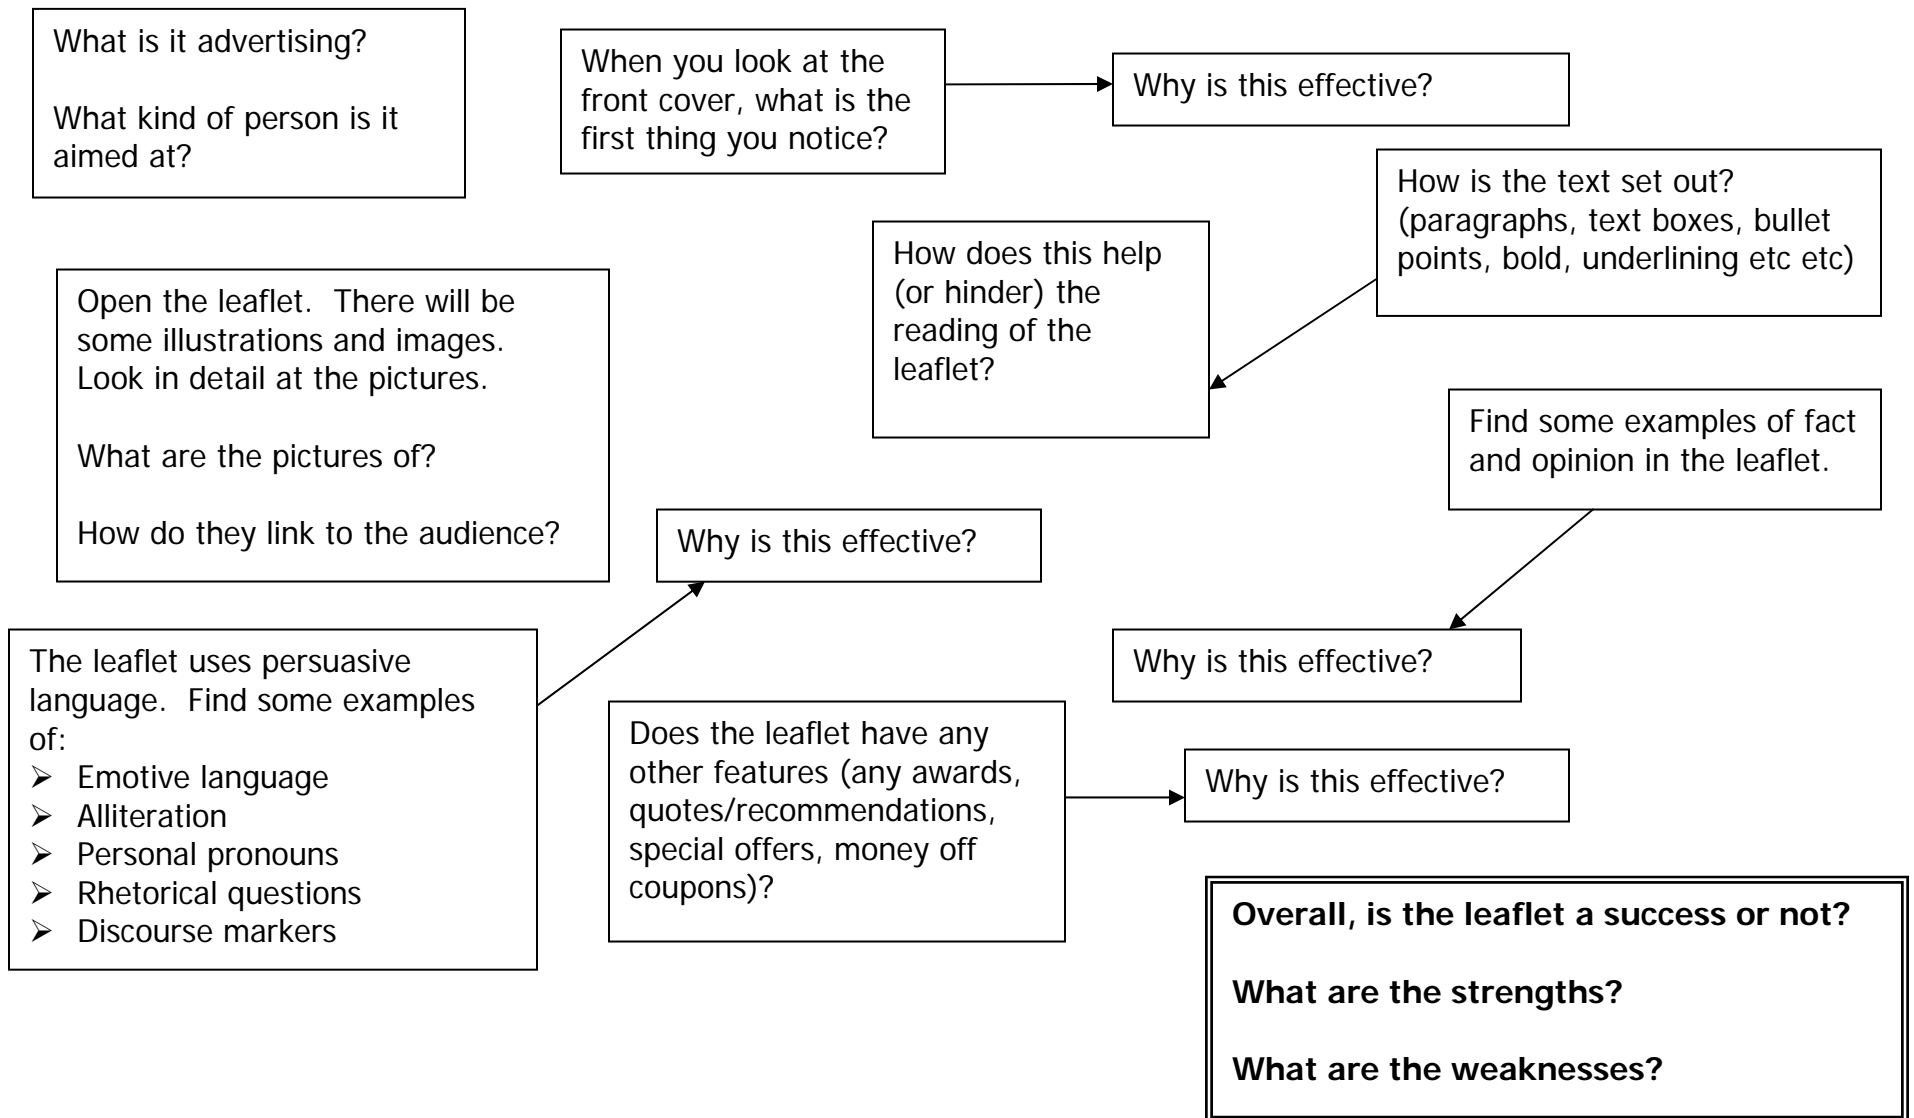 What is it advertising?
What kind of person is it
aimed at?
When you look at the
front cover, what is the
first thing you notice?
Why is this effective?
How is the text set out?
(paragraphs, text boxes, bullet
points, bold, underlining etc etc)
How does this help
(or hinder) the
reading of the
leaflet?
Open the leaflet.  There will be
some illustrations and images.
Look in detail at the pictures.
What are the pictures of?
How do they link to the audience?
Find some examples of fact
and opinion in the leaflet.
Why is this effective?
The leaflet uses persuasive
language.  Find some examples
of:
➢ Emotive language
➢ Alliteration
➢ Personal pronouns
➢ Rhetorical questions
➢ Discourse markers
Why is this effective?
Does the leaflet have any
other features (any awards,
quotes/recommendations,
special offers, money off
coupons)?
Why is this effective?
Overall, is the leaflet a success or not?
What are the strengths?
What are the weaknesses?